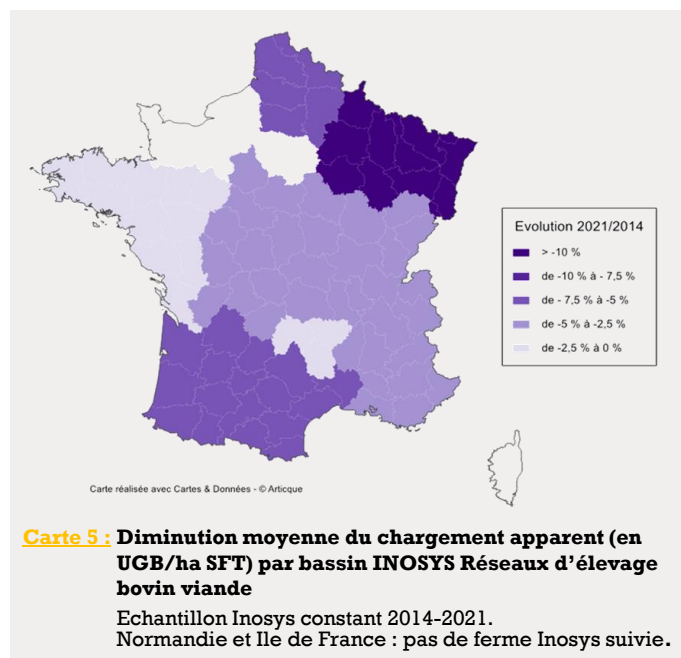 Evolution 2021/2014
> -10 %
de -10 % à - 7,5 %
de - 7,5 % à -5 %
de -5 % à -2,5 %
de -2,5 % à 0 %
Carte réalisée avec Cartes & Données - © Articque
Carte 5 : Diminution moyenne du chargement apparent (en
UGB/ha SFT) par bassin INOSYS Réseaux d'élevage
bovin viande
Echantillon Inosys constant 2014-2021.
Normandie et Ile de France : pas de ferme Inosys suivie.